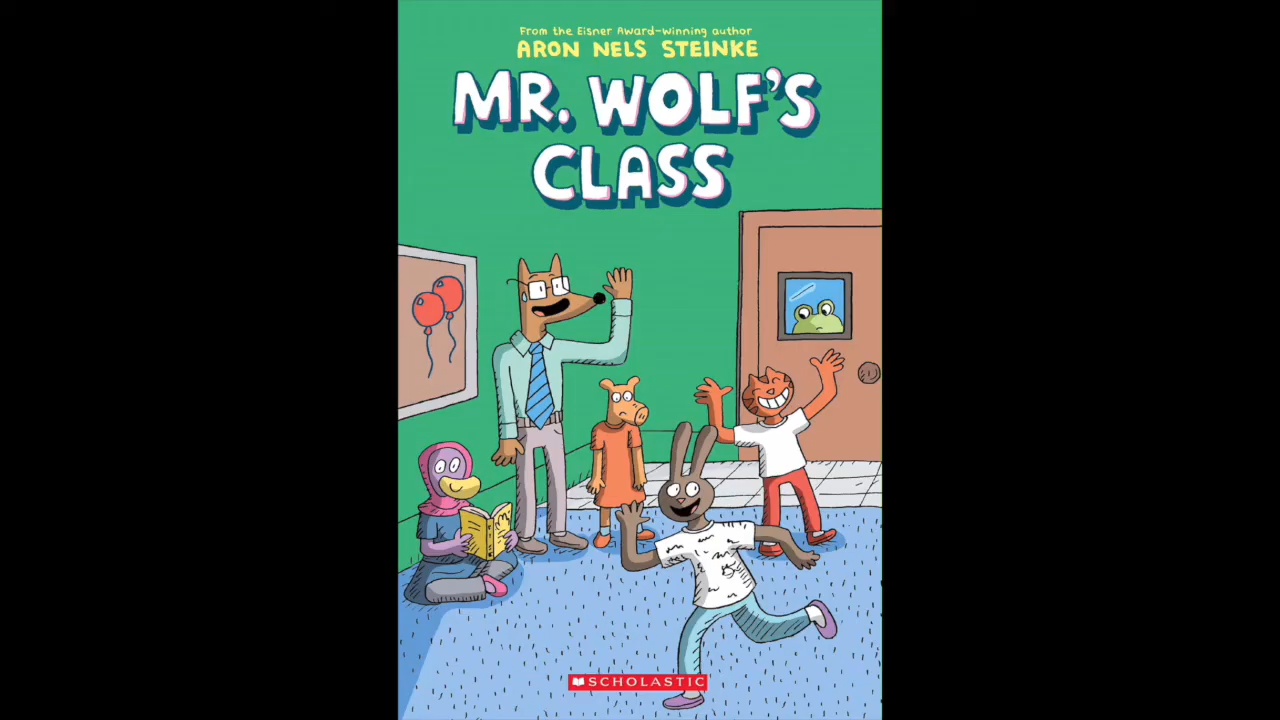 From the Eisner Award-winning author
ARON NELS STEINKE
MR. WOLF'S
CLASS
SCHOLASTIC